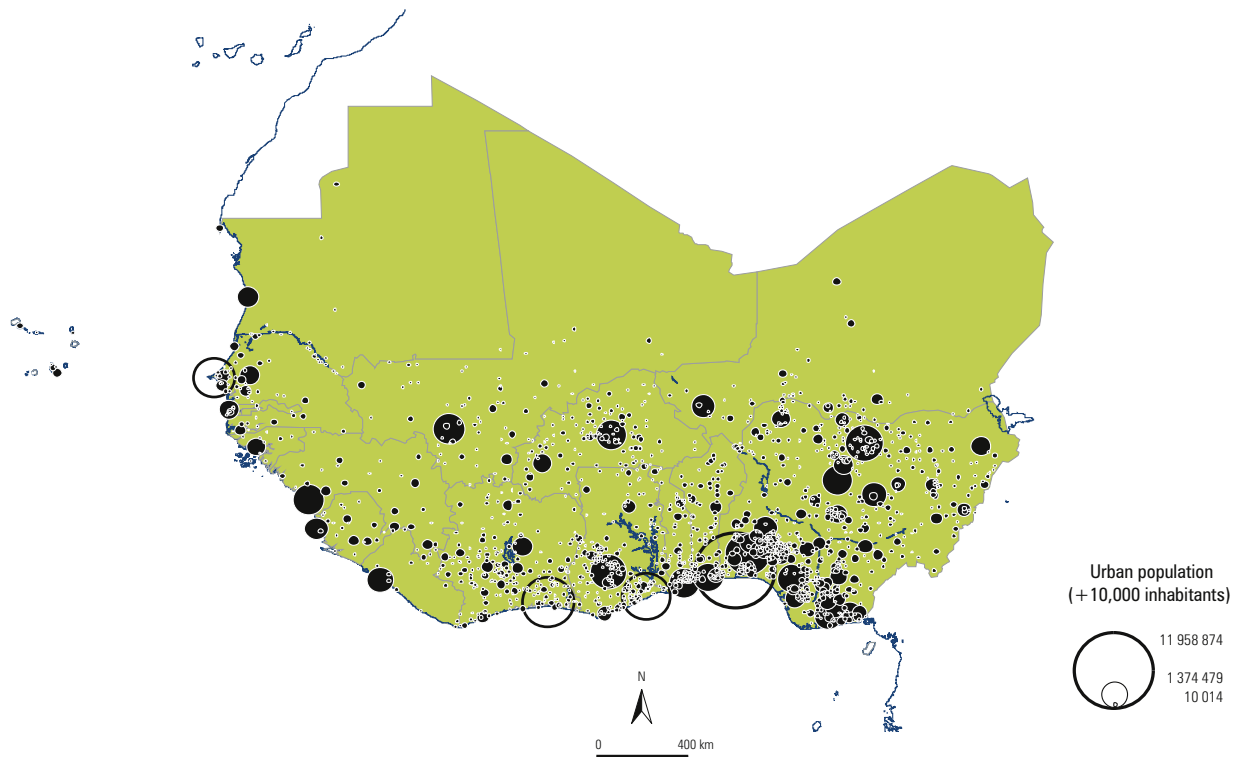 Urban population
(+10,000 inhabitants)
11 958 874
1 374 479
10 014
N
0 400 km